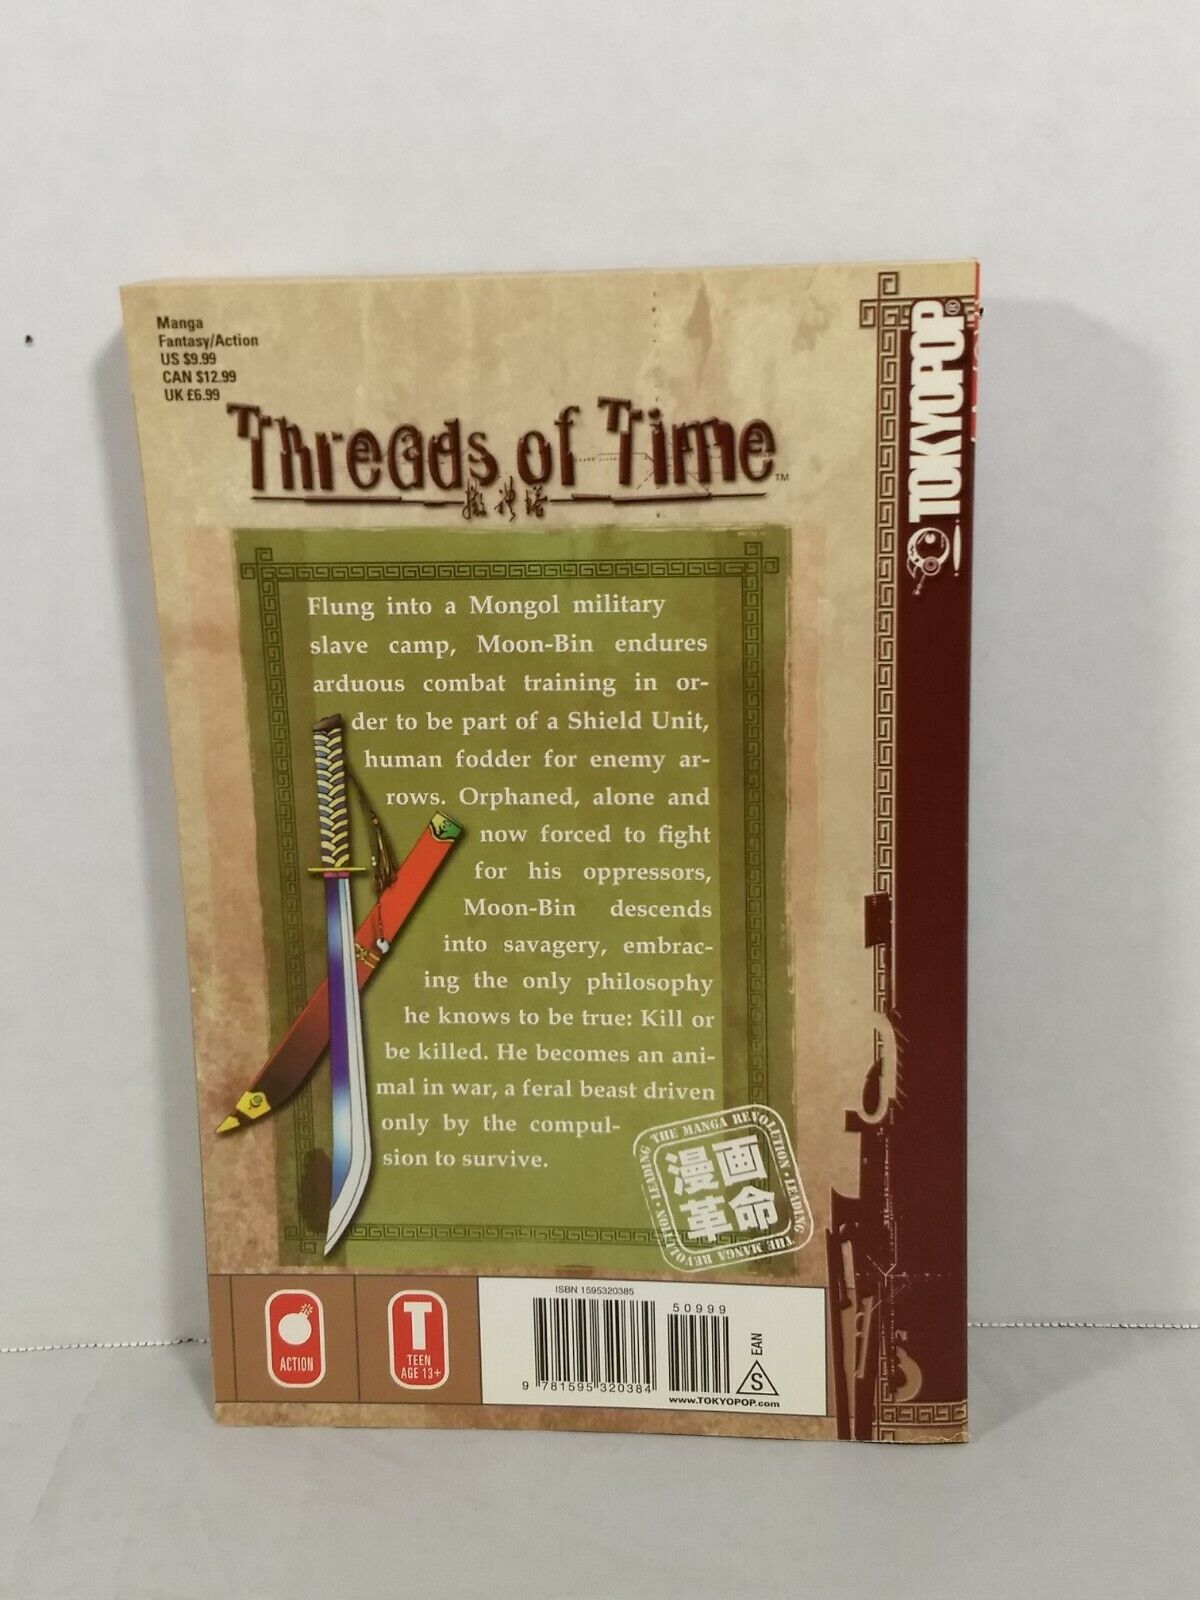 Manga
Fantasy/Action
US $9.99
CAN $12.99
UK £6.99
Threads of Time™
TOKYOPOP®
Flung into a Mongol military
slave camp, Moon-Bin endures
arduous combat training in or-
der to be part of a Shield Unit,
human fodder for enemy ar-
rows. Orphaned, alone and
now forced to fight
for his oppressors,
Moon-Bin descends
into savagery, embrac-
ing the only philosophy
he knows to be true: Kill or
be killed. He becomes an ani-
mal in war, a feral beast driven
only by the compul-
sion to survive.
LEADING • THE MANGA REVOLUTION •
LEADING THE MANGA REVOLUTION
漫画
革命
ACTION
T
TEEN
AGE 13+
ISBN 1595320385
50999
9 781595 320384
EAN
S
www.TOKYOPOP.com